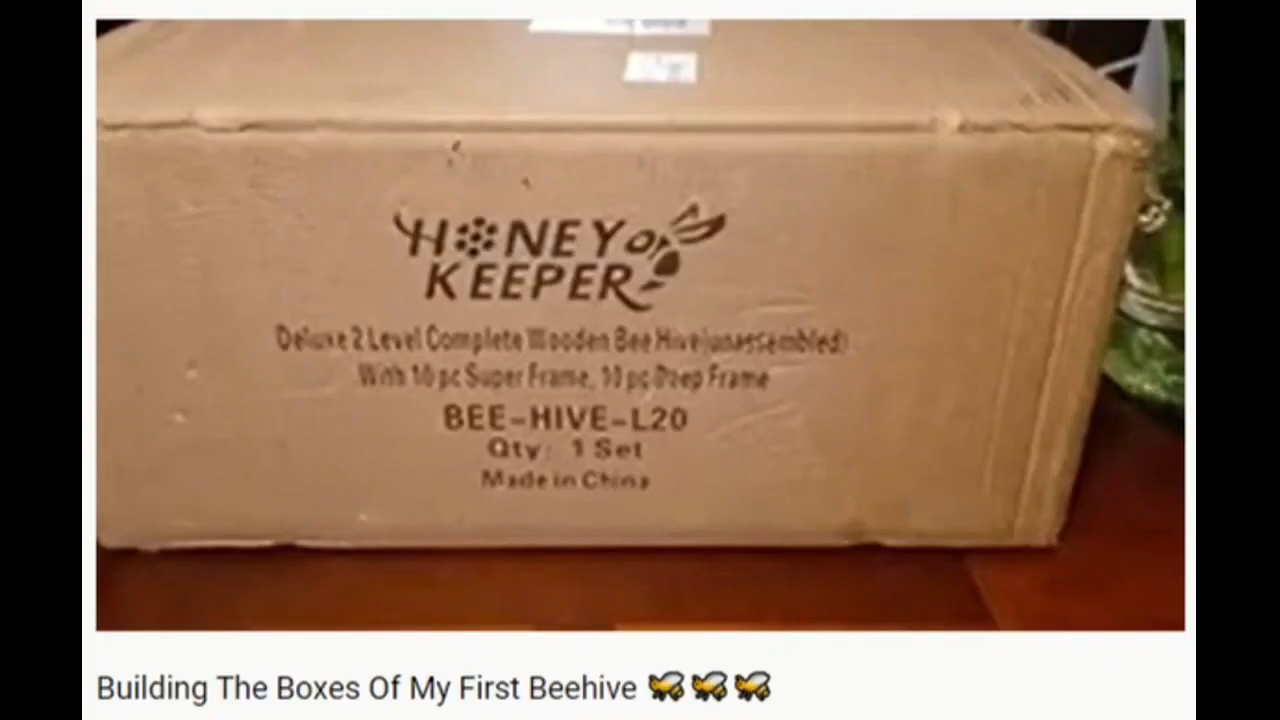 HONEY
KEEPER
Deluxe 2 Level Complete Wooden Bee Hive(unassembled)
With 10 pc Super Frame, 10 pc Deep Frame
BEE-HIVE-L20
Qty: 1 Set
Made in China
Building The Boxes Of My First Beehive 🐝🐝🐝